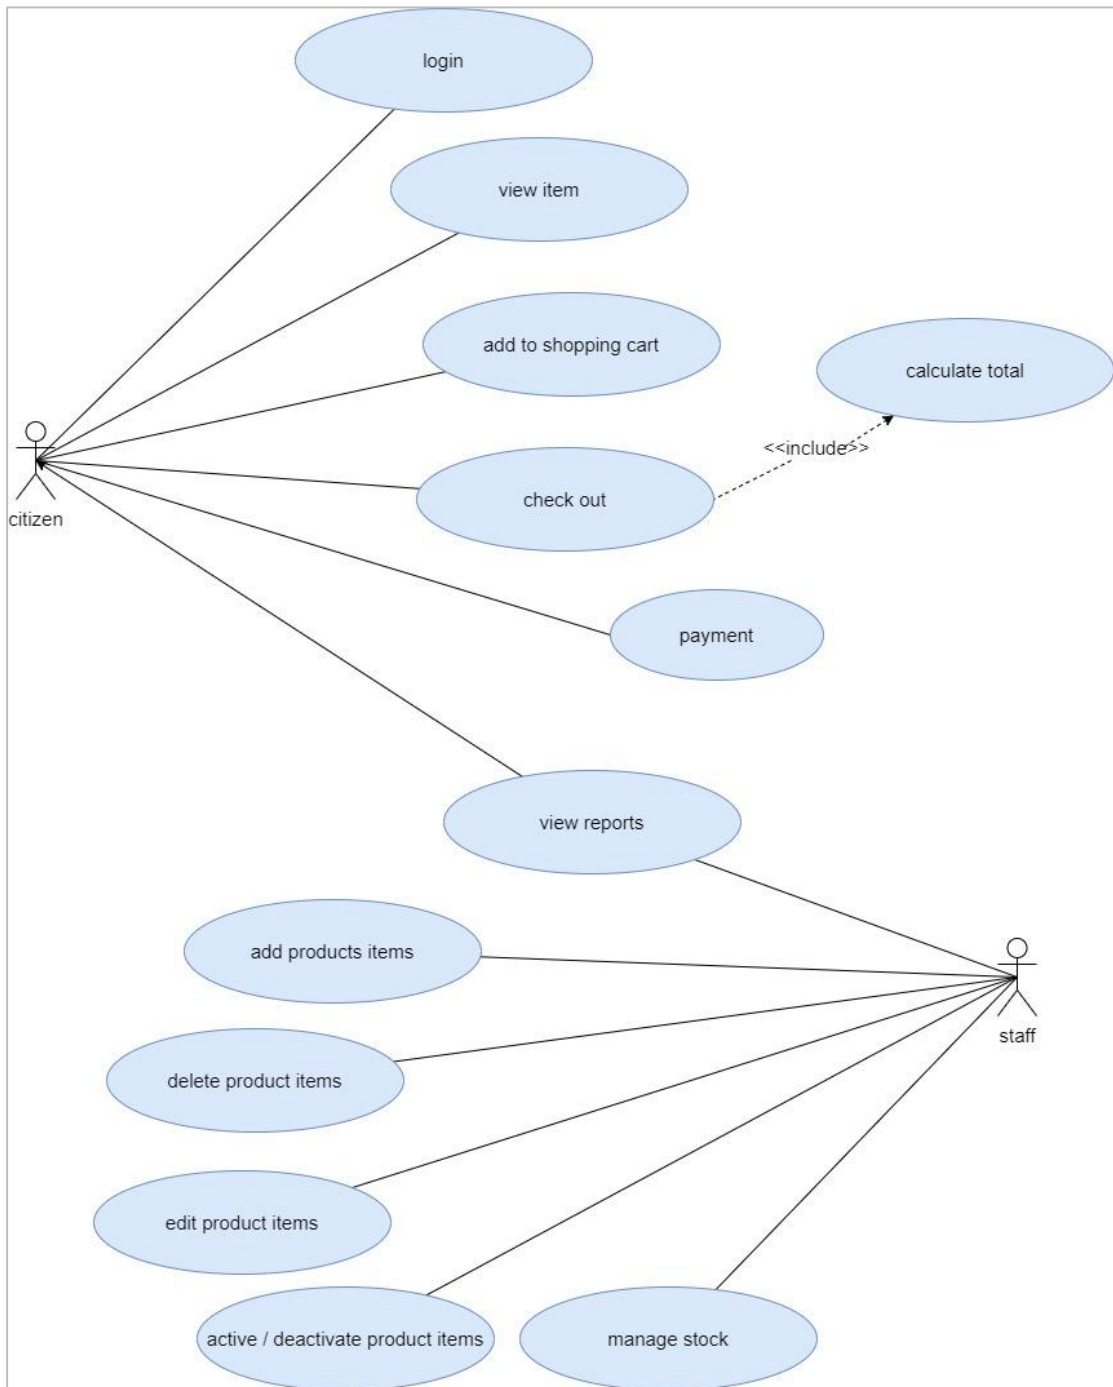 login
view item
add to shopping cart
calculate total
<<include>>
check out
citizen
payment
view reports
add products items
staff
delete product items
edit product items
active / deactivate product items
manage stock